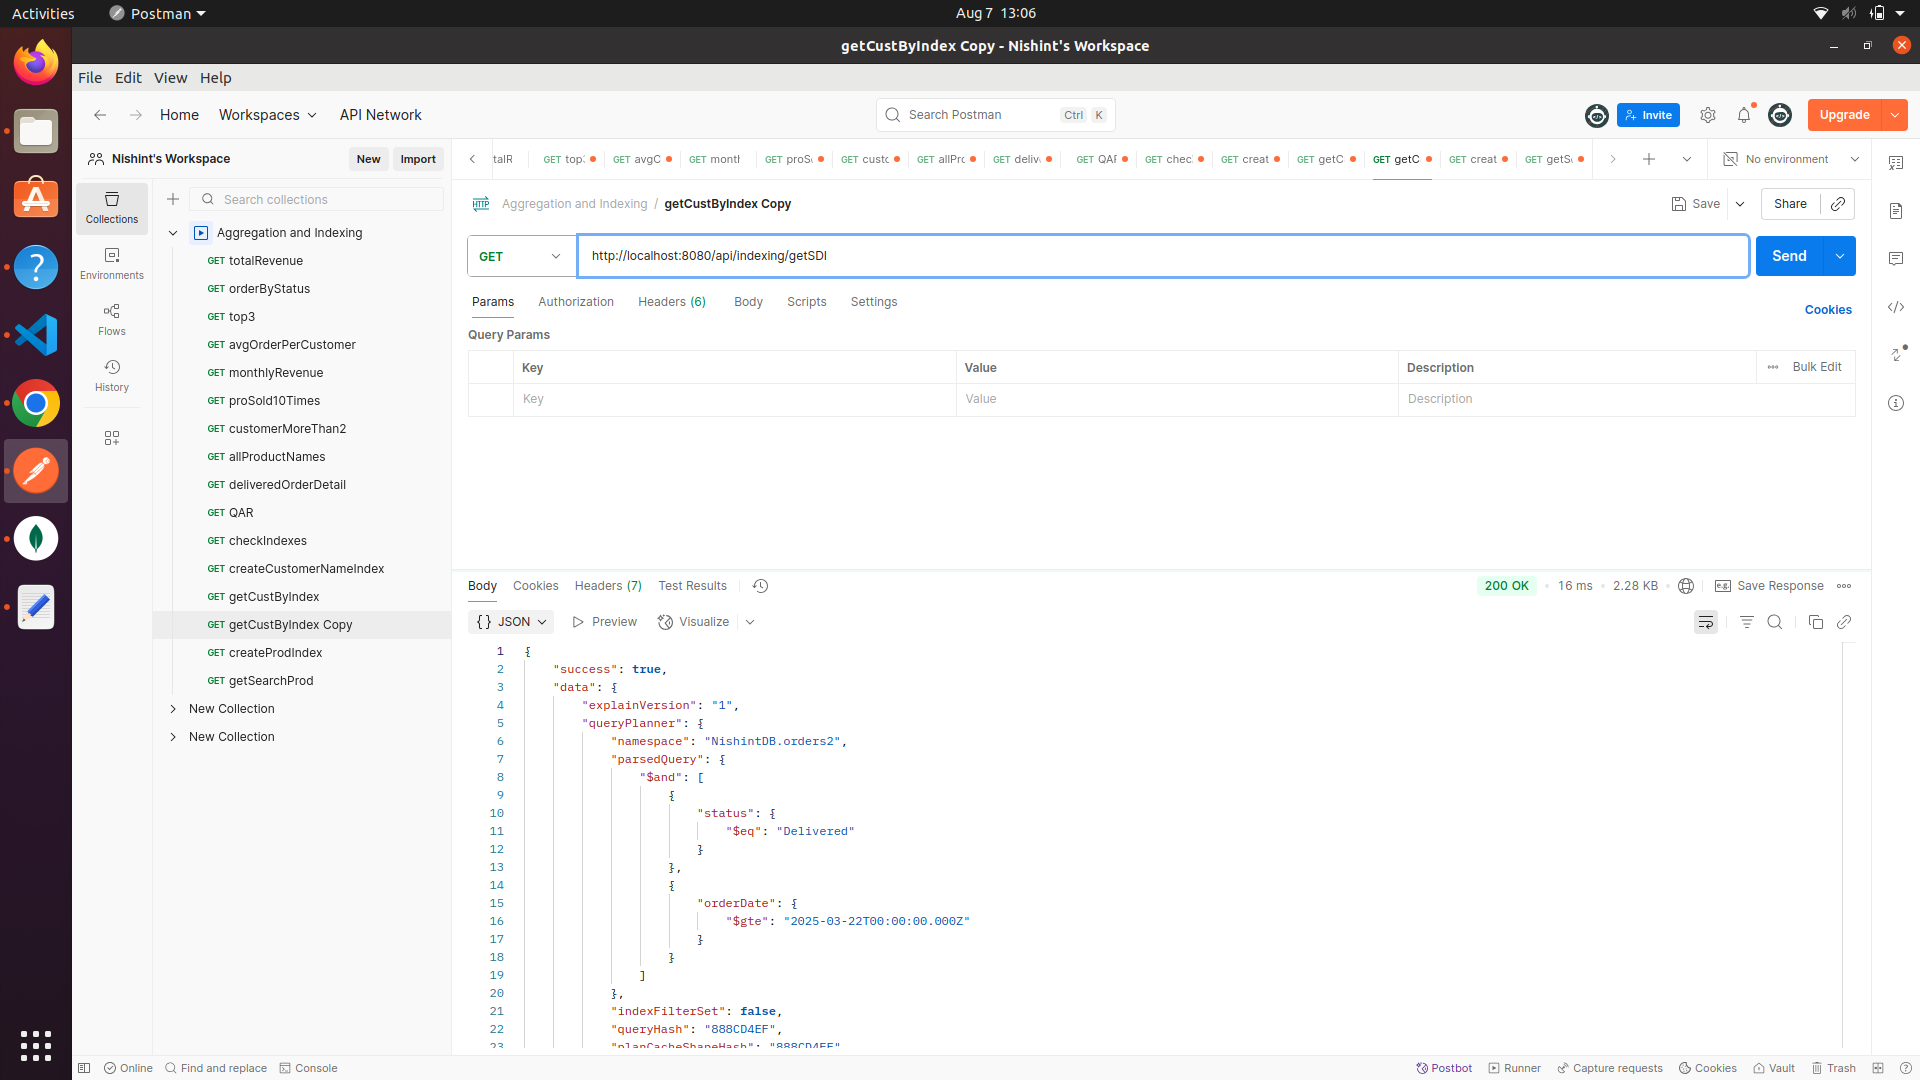 Activities Postman Aug 7 13:06
getCustByIndex Copy - Nishint's Workspace
File Edit View Help
Home Workspaces API Network Search Postman Ctrl K Invite Upgrade
Nishint's Workspace New Import
talR GET top GET avgC GET montl GET proS GET custc GET allPrc GET deliv GET QAF GET chec GET creat GET getC GET getC GET creat GET getS No environment
Collections
Environments
Flows
History
Search collections
Aggregation and Indexing
GET totalRevenue
GET orderByStatus
GET top3
GET avgOrderPerCustomer
GET monthlyRevenue
GET proSold10Times
GET customerMoreThan2
GET allProductNames
GET deliveredOrderDetail
GET QAR
GET checkIndexes
GET createCustomerNameIndex
GET getCustByIndex
GET getCustByIndex Copy
GET createProdIndex
GET getSearchProd
New Collection
New Collection
HTTP Aggregation and Indexing / getCustByIndex Copy Save Share
GET http://localhost:8080/api/indexing/getSDI Send
Params Authorization Headers (6) Body Scripts Settings Cookies
Query Params
Key Value Description Bulk Edit
Key Value Description
Body Cookies Headers (7) Test Results 200 OK 16 ms 2.28 KB e.g. Save Response
{} JSON Preview Visualize
1 {
2 "success": true,
3 "data": {
4 "explainVersion": "1",
5 "queryPlanner": {
6 "namespace": "NishintDB.orders2",
7 "parsedQuery": {
8 "$and": [
9 {
10 "status": {
11 "$eq": "Delivered"
12 }
13 },
14 {
15 "orderDate": {
16 "$gte": "2025-03-22T00:00:00.000Z"
17 }
18 }
19 ]
20 },
21 "indexFilterSet": false,
22 "queryHash": "888CD4EF",
23 "planCacheShapeHash": "888CD4EF"
Online Find and replace Console Postbot Runner Capture requests Cookies Vault Trash